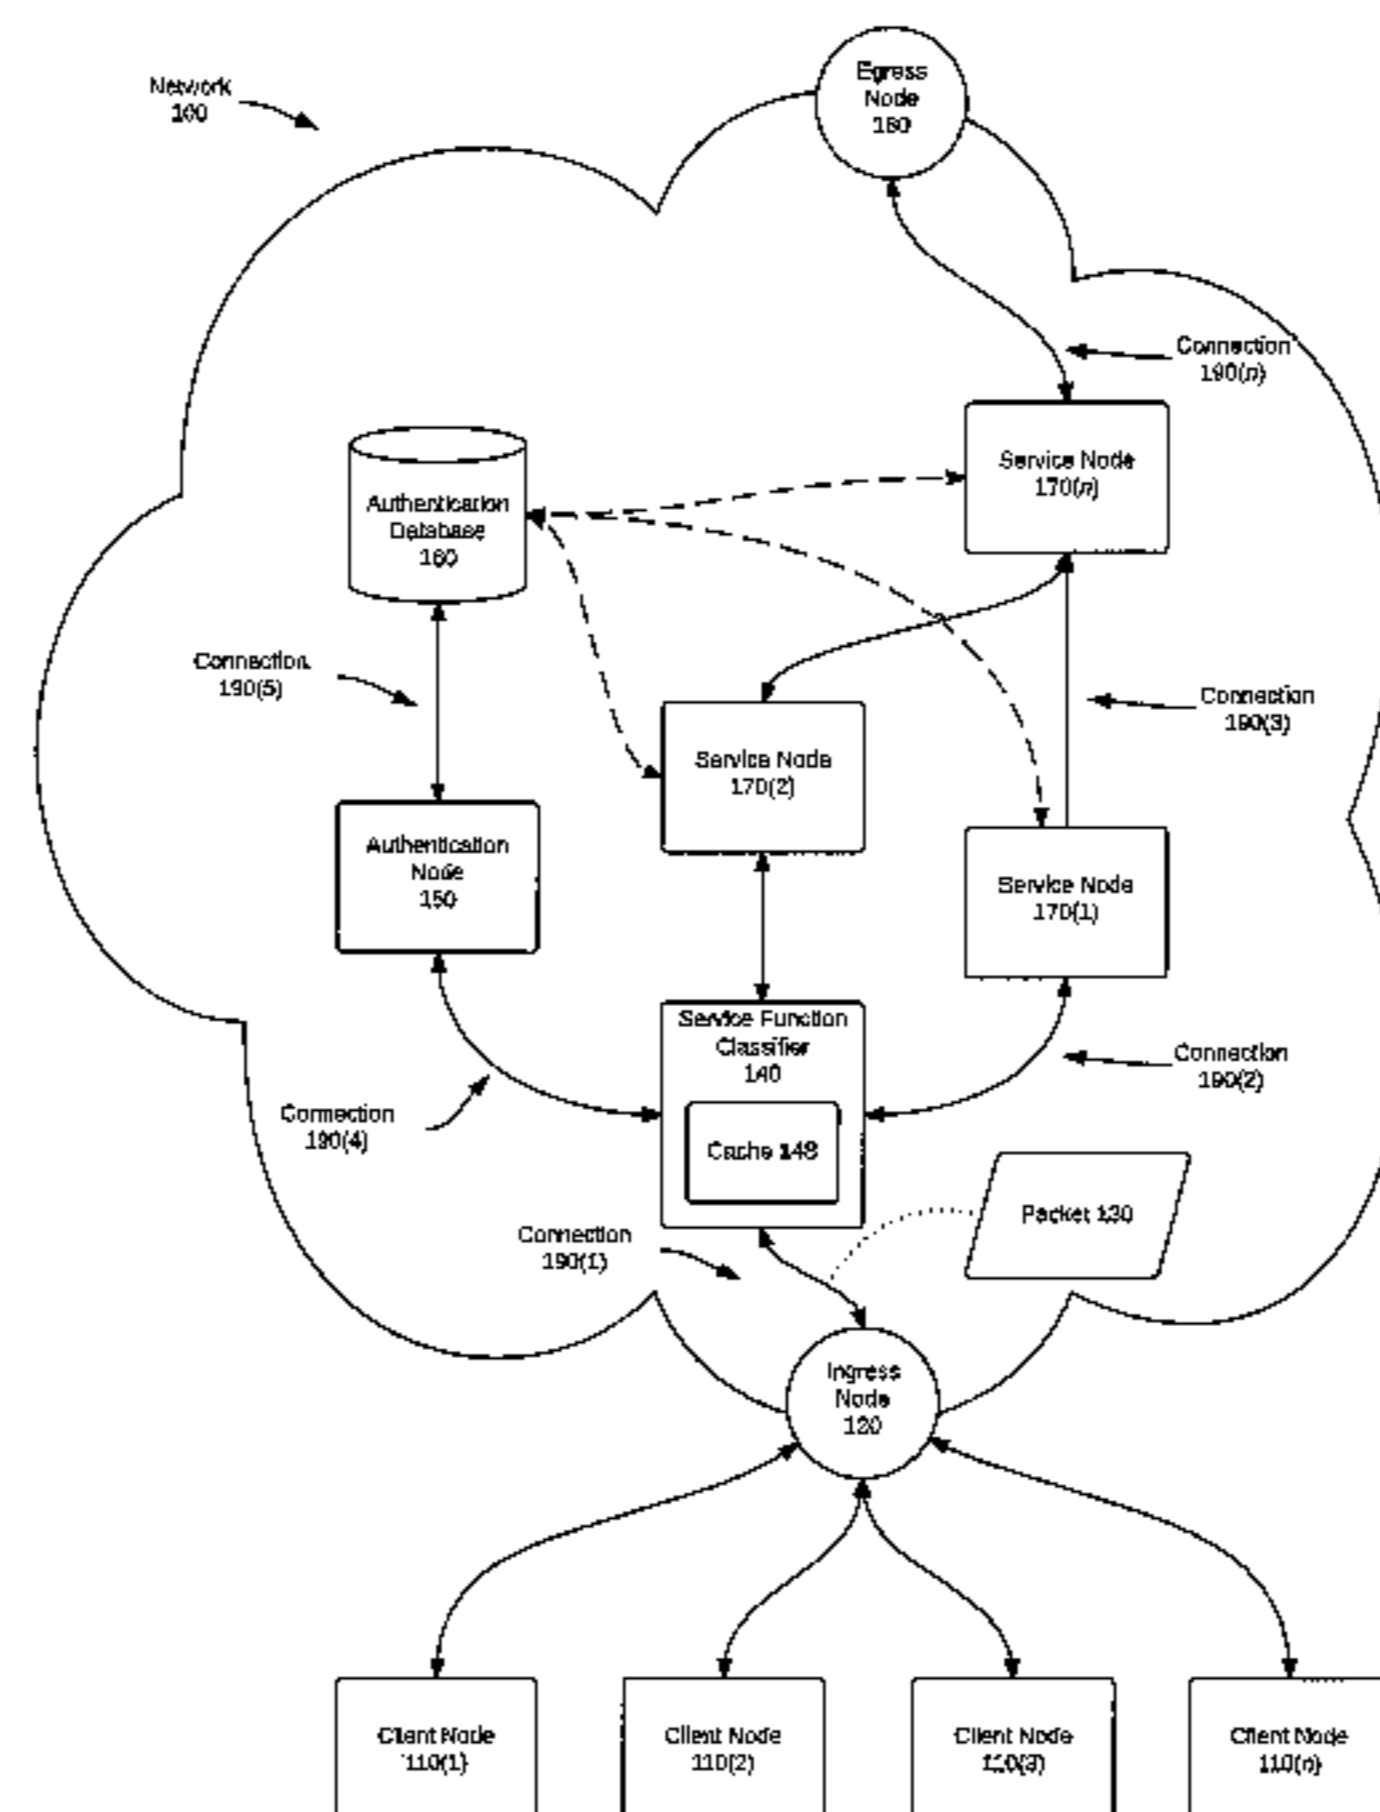 Egress
Node
180
Network
100
Connection
190(n)
Service Node
170(n)
Authentication
Database
160
Connection
190(5)
Connection
190(3)
Service Node
170(2)
Authentication
Node
150
Service Node
170(1)
Service Function
Classifier
140
Connection
190(2)
Connection
190(4)
Cache 148
Packet 130
Connection
190(1)
Ingress
Node
120
Client Node
110(1)
Client Node
110(2)
Client Node
110(3)
Client Node
110(n)